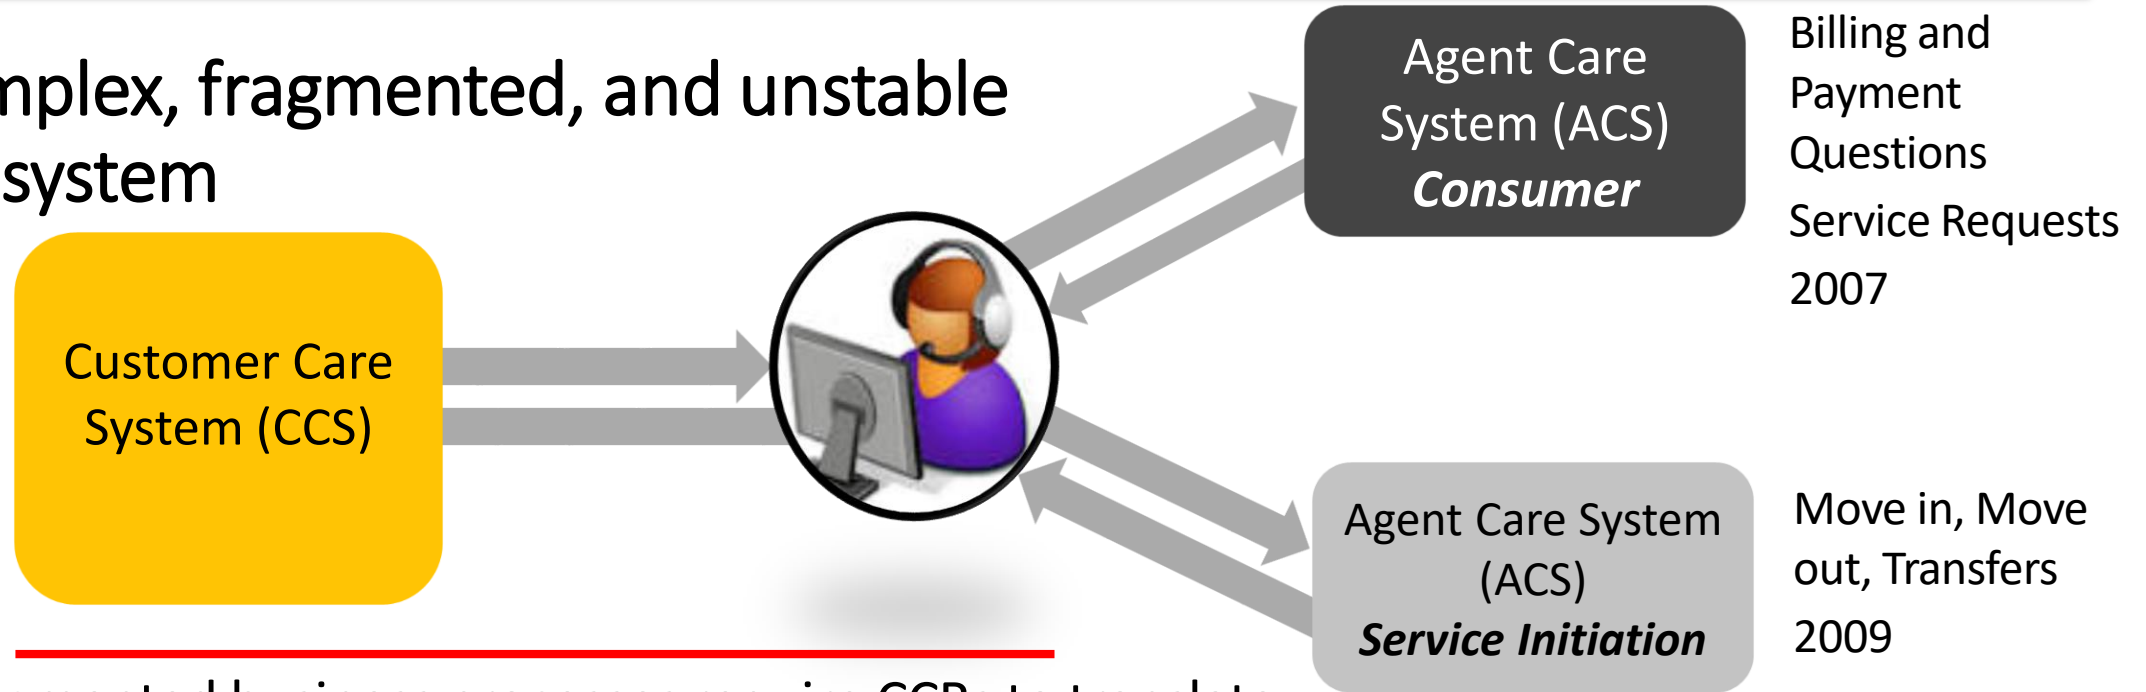 mplex, fragmented, and unstable
system
Customer Care
System (CCS)
Agent Care
System (ACS)
Consumer
Billing and
Payment
Questions
Service Requests
2007
Agent Care System
(ACS)
Service Initiation
Move in, Move
out, Transfers
2009